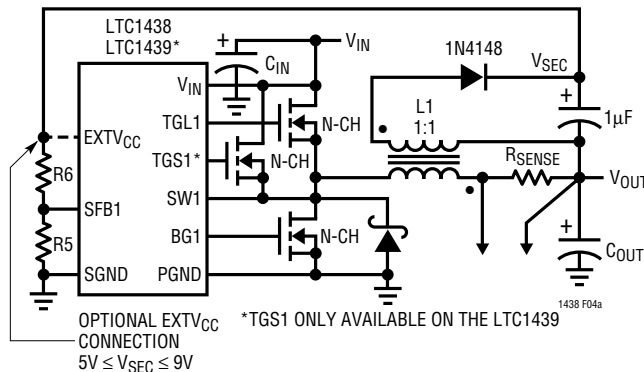 LTC1438
LTC1439*
VIN
CIN
1N4148
VSEC
VIN
TGL1
N-CH
L1
1:1
+
1µF
EXTVCC
TGS1*
N-CH
RSENSE
R6
SW1
VOUT
SFB1
R5
BG1
N-CH
+
COUT
SGND
PGND
+
1438 F04a
OPTIONAL EXTVCC
CONNECTION
5V ≤ VSEC ≤ 9V
*TGS1 ONLY AVAILABLE ON THE LTC1439